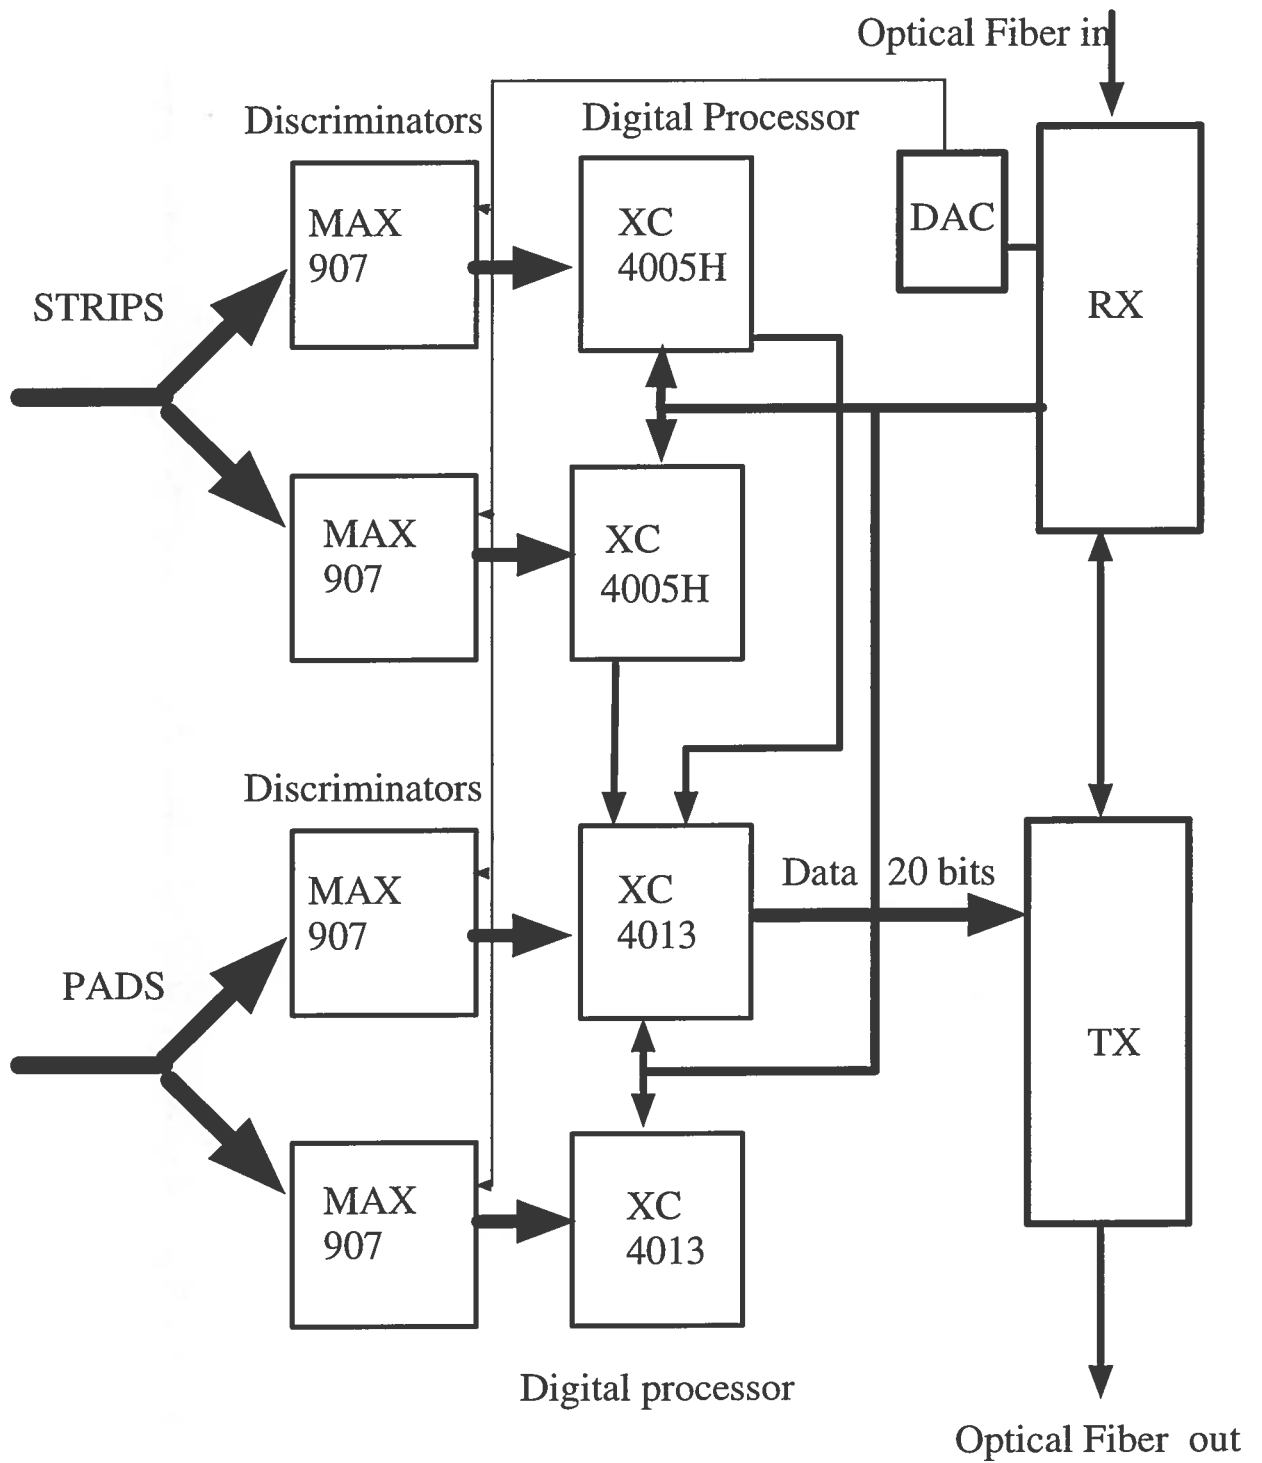 Optical Fiber in
Discriminators
Digital Processor
MAX
907
XC
4005H
DAC
RX
STRIPS
MAX
907
XC
4005H
Discriminators
MAX
907
XC
4013
Data 20 bits
PADS
TX
MAX
907
XC
4013
Digital processor
Optical Fiber out